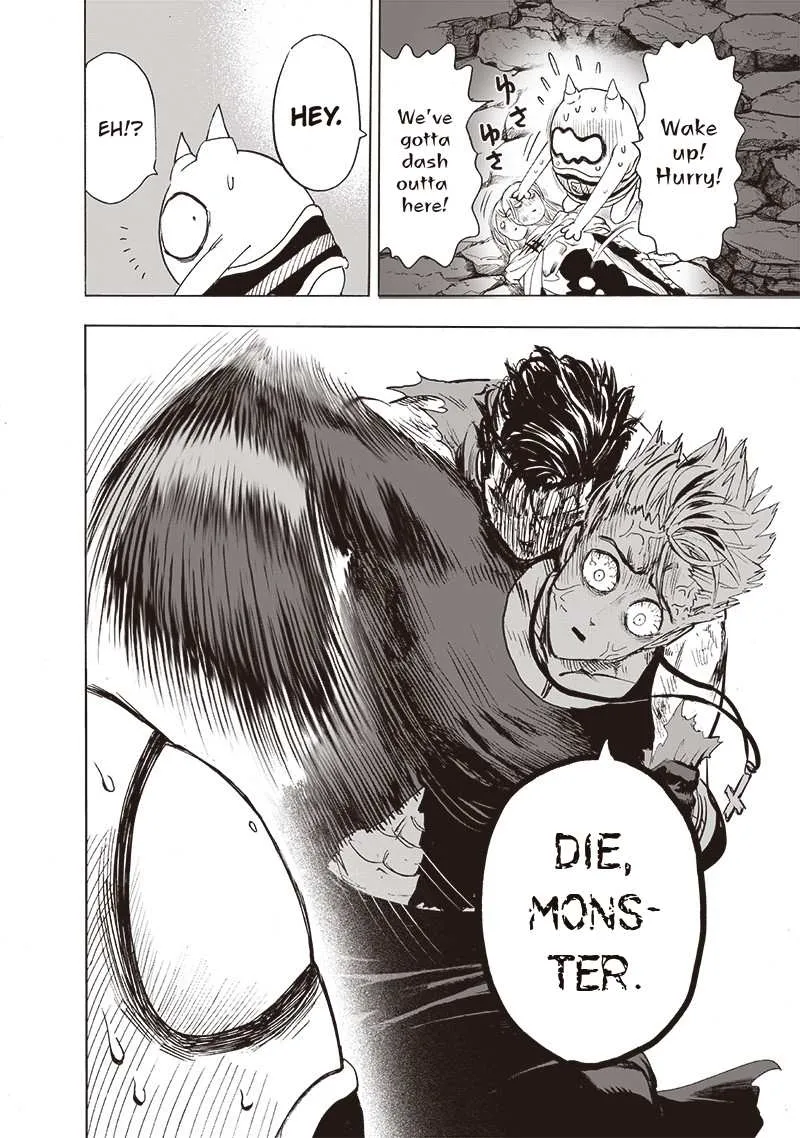 Wake
up!
Hurry!
ゆさ
ゆさ
We've
gotta
dash
outta
here!
HEY.
EH!?
DIE,
MONS-
TER.